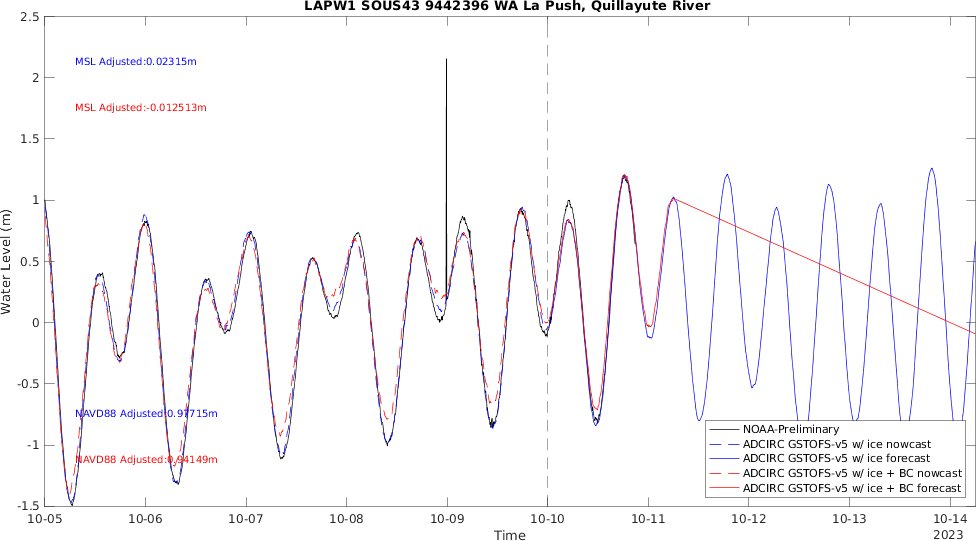 LAPW1 SOUS43 9442396 WA La Push, Quillayute River
2.5
2
1.5
1
0.5
0
-0.5
-1
-1.5
Water Level (m)
MSL Adjusted:0.02315m
MSL Adjusted:-0.012513m
NAVD88 Adjusted:0.97715m
NAVD88 Adjusted:0.94149m
NOAA-Preliminary
ADCIRC GSTOFS-v5 w/ ice nowcast
ADCIRC GSTOFS-v5 w/ ice forecast
ADCIRC GSTOFS-v5 w/ ice + BC nowcast
ADCIRC GSTOFS-v5 w/ ice + BC forecast
10-05 10-06 10-07 10-08 10-09 10-10 10-11 10-12 10-13 10-14
Time
2023